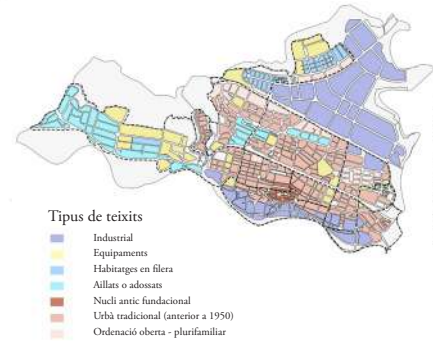 Tipus de teixits
Industrial
Equipaments
Habitatges en filera
Aïllats o adossats
Nucli antic fundacional
Urbà tradicional (anterior a 1950)
Ordenació oberta - plurifamiliar